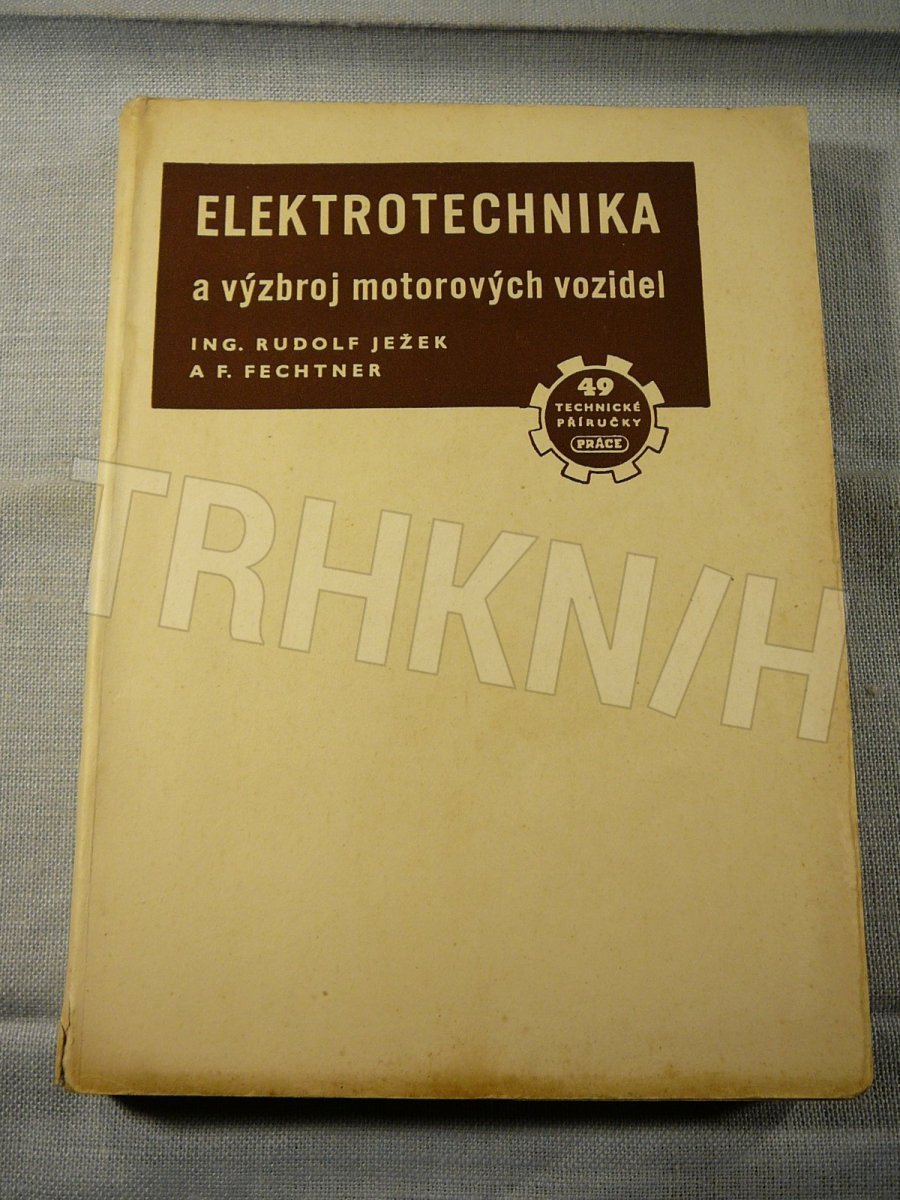 ELEKTROTECHNIKA
a výzbroj motorových vozidel
ING. RUDOLF JEŽEK
A F. FECHTNER
49
TECHNICKÉ
PŘÍRUČKY
PRÁCE
TRHKNIH